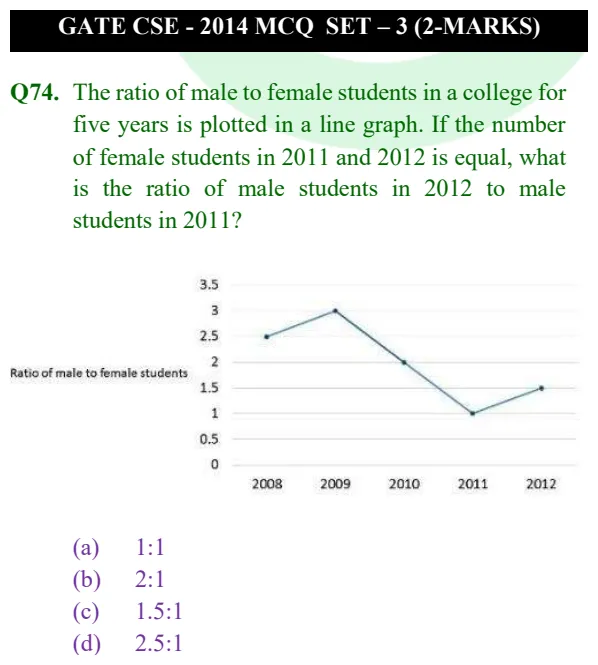 GATE CSE - 2014 MCQ SET – 3 (2-MARKS)
Q74. The ratio of male to female students in a college for
five years is plotted in a line graph. If the number
of female students in 2011 and 2012 is equal, what
is the ratio of male students in 2012 to male
students in 2011?
3.5
3
2.5
2
Ratio of male to female students
1.5
1
0.5
0
2008 2009 2010 2011 2012
(a) 1:1
(b) 2:1
(c) 1.5:1
(d) 2.5:1